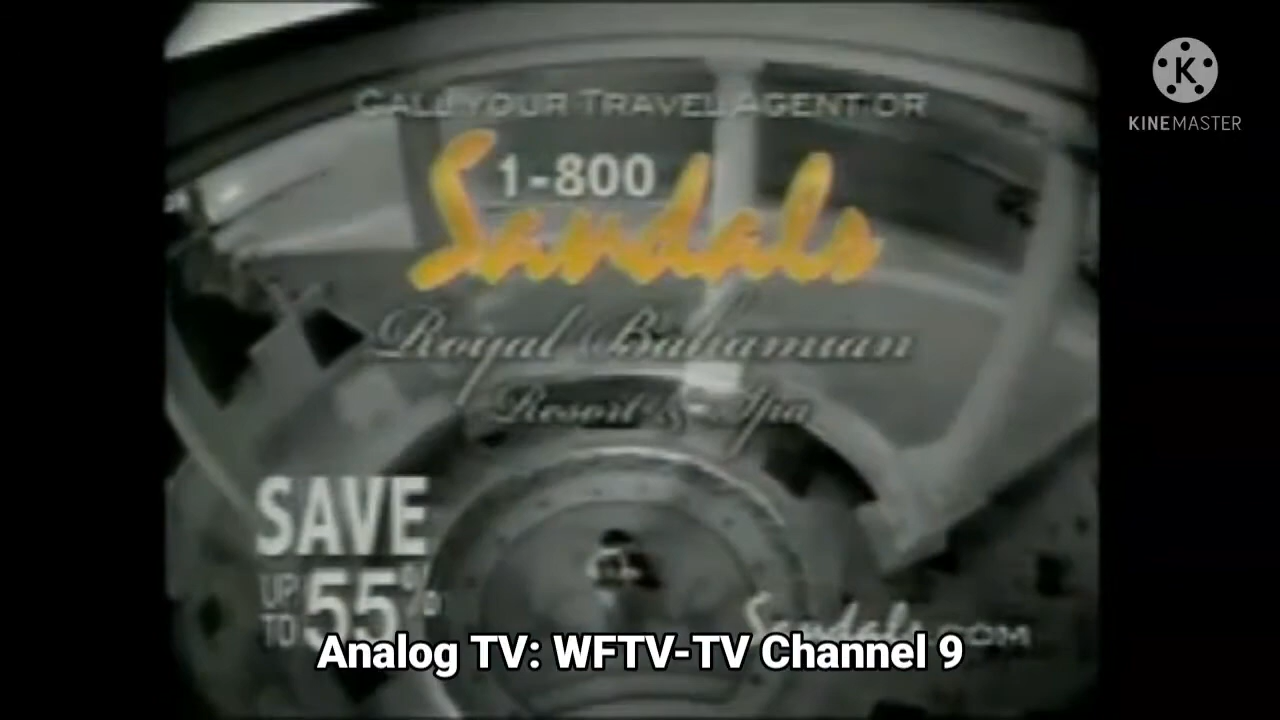 CALL YOUR TRAVEL AGENT OR
1-800
Sandals
Royal Bahamian
Resort & Spa
SAVE
UP TO 55%
Sandals.COM
Analog TV: WFTV-TV Channel 9
K
KINEMASTER